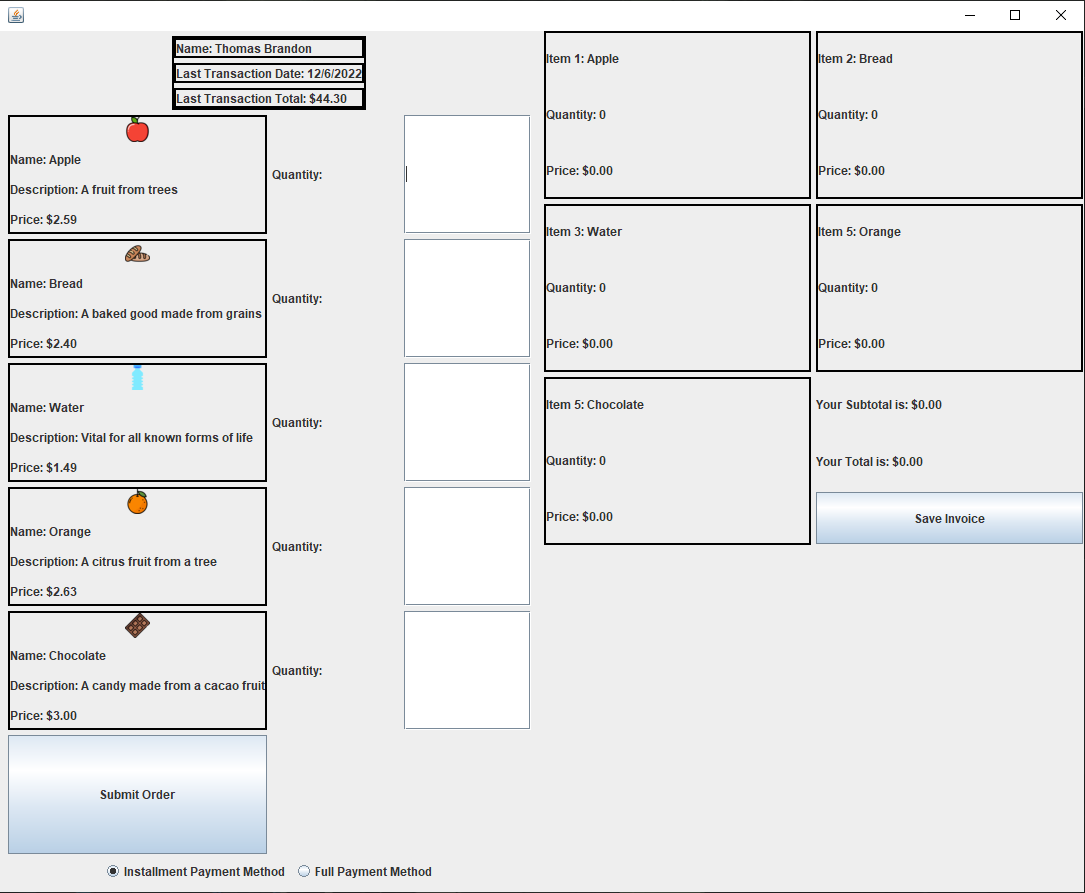 Name: Thomas Brandon
Last Transaction Date: 12/6/2022
Last Transaction Total: $44.30
Name: Apple
Description: A fruit from trees
Price: $2.59
Quantity:
Name: Bread
Description: A baked good made from grains
Price: $2.40
Quantity:
Name: Water
Description: Vital for all known forms of life
Price: $1.49
Quantity:
Name: Orange
Description: A citrus fruit from a tree
Price: $2.63
Quantity:
Name: Chocolate
Description: A candy made from a cacao fruit
Price: $3.00
Quantity:
Submit Order
Installment Payment Method
Full Payment Method
Item 1: Apple
Quantity: 0
Price: $0.00
Item 2: Bread
Quantity: 0
Price: $0.00
Item 3: Water
Quantity: 0
Price: $0.00
Item 5: Orange
Quantity: 0
Price: $0.00
Item 5: Chocolate
Quantity: 0
Price: $0.00
Your Subtotal is: $0.00
Your Total is: $0.00
Save Invoice